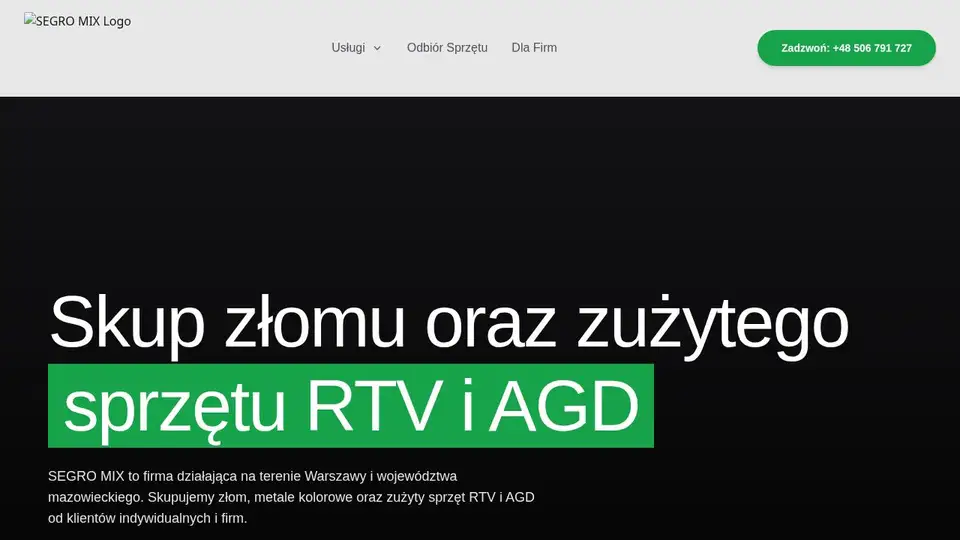 SEGRO MIX Logo
Usługi
Odbiór Sprzętu
Dla Firm
Zadzwoń: +48 506 791 727
Skup złomu oraz zużytego
sprzętu RTV i AGD
SEGRO MIX to firma działająca na terenie Warszawy i województwa
mazowieckiego. Skupujemy złom, metale kolorowe oraz zużyty sprzęt RTV i AGD
od klientów indywidualnych i firm.